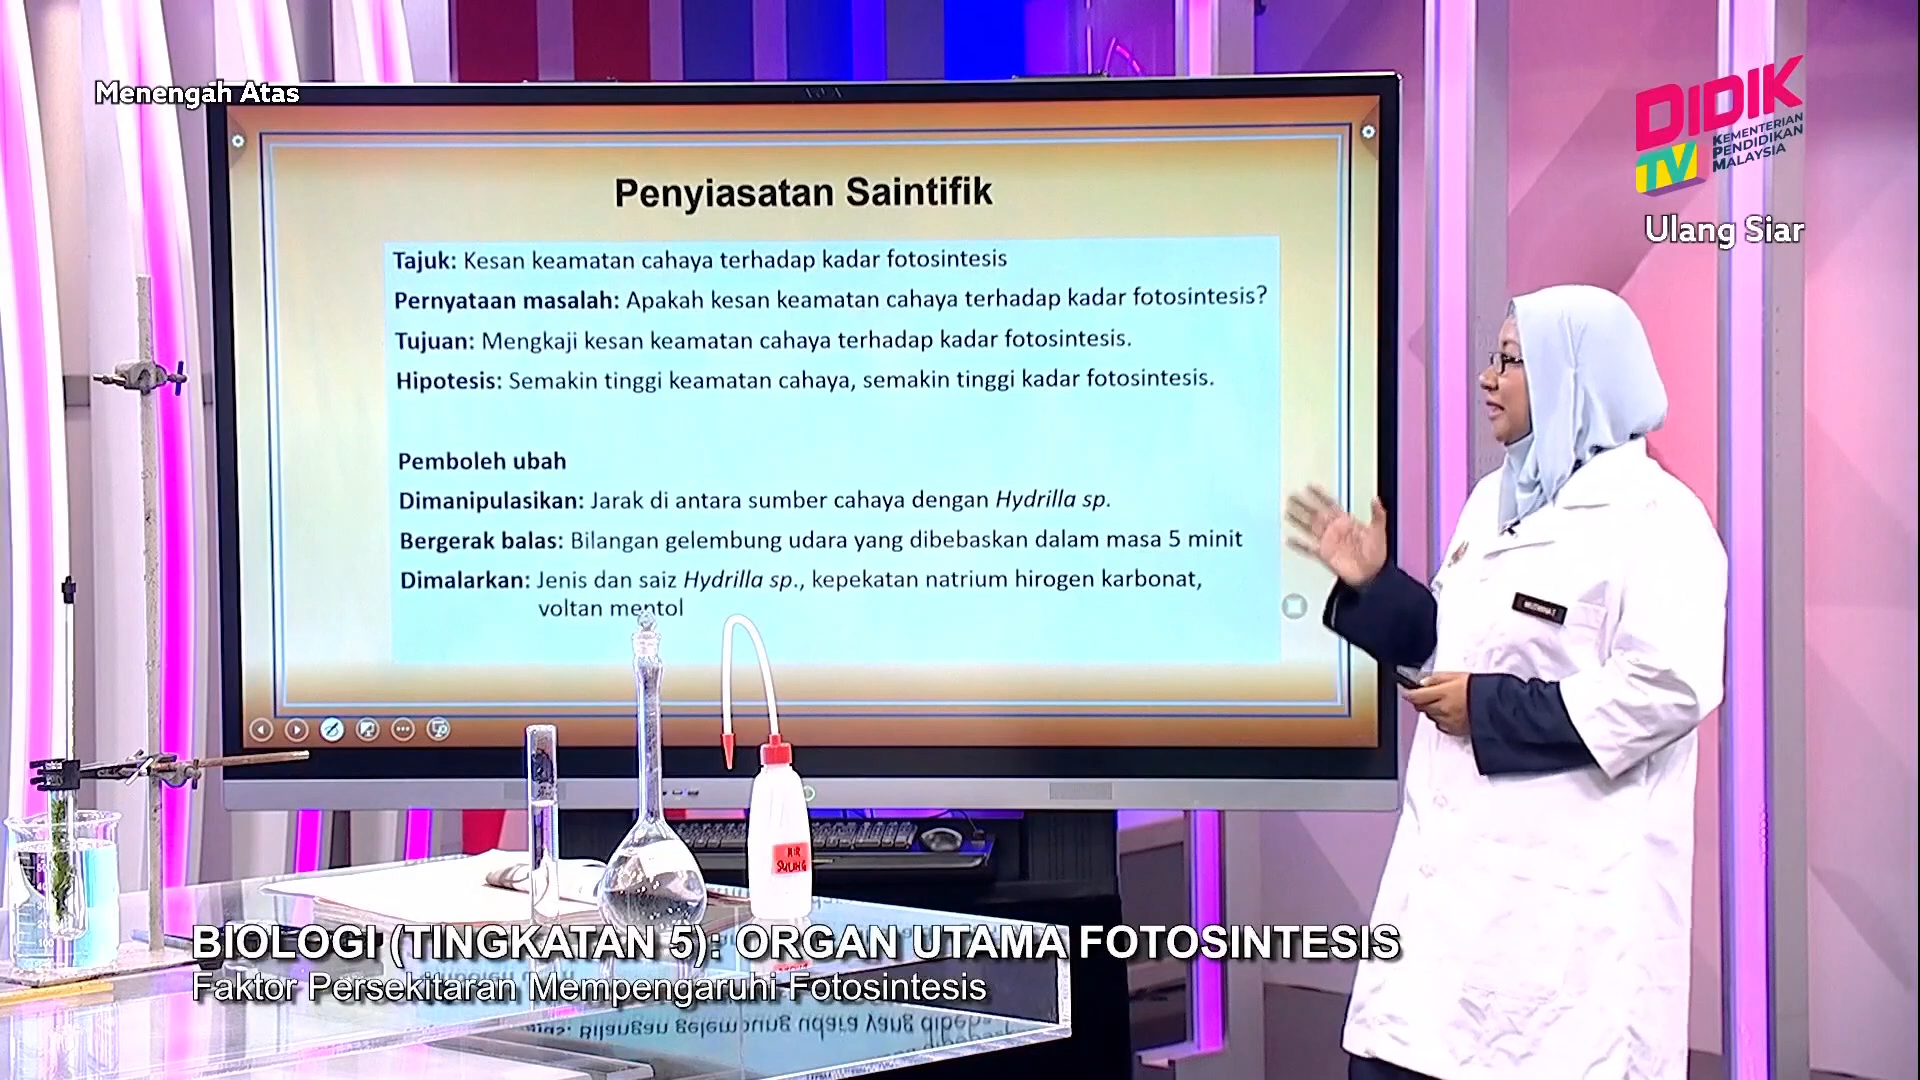 Menengah Atas
DIDIK
TV
KEMENTERIAN
PENDIDIKAN
MALAYSIA
Ulang Siar
Penyiasatan Saintifik
Tajuk: Kesan keamatan cahaya terhadap kadar fotosintesis
Pernyataan masalah: Apakah kesan keamatan cahaya terhadap kadar fotosintesis?
Tujuan: Mengkaji kesan keamatan cahaya terhadap kadar fotosintesis.
Hipotesis: Semakin tinggi keamatan cahaya, semakin tinggi kadar fotosintesis.
Pemboleh ubah
Dimanipulasikan: Jarak di antara sumber cahaya dengan Hydrilla sp.
Bergerak balas: Bilangan gelembung udara yang dibebaskan dalam masa 5 minit
Dimalarkan: Jenis dan saiz Hydrilla sp., kepekatan natrium hirogen karbonat,
voltan mentol
AIR
SULING
BIOLOGI (TINGKATAN 5): ORGAN UTAMA FOTOSINTESIS
Faktor Persekitaran Mempengaruhi Fotosintesis